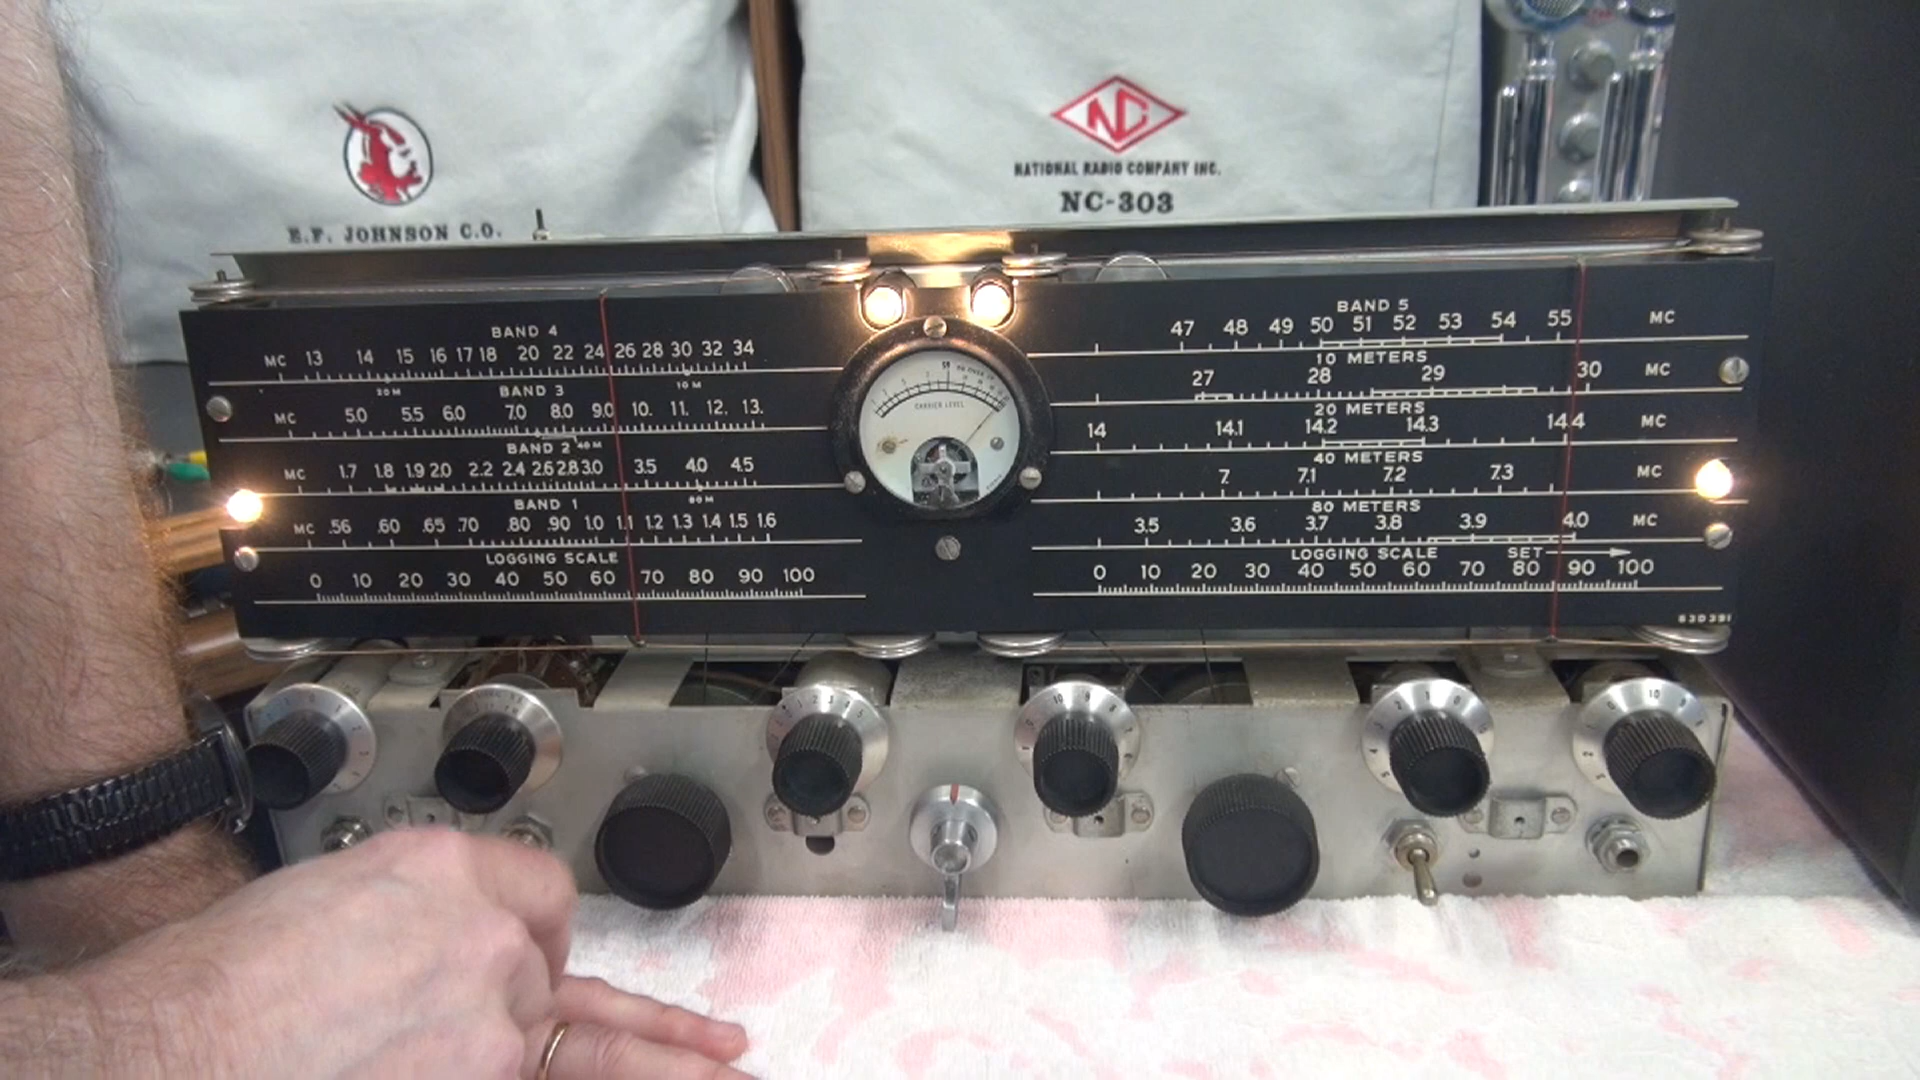 NC
NATIONAL RADIO COMPANY INC.
NC-303
E.F. JOHNSON C.O.
BAND 4
MC 13 14 15 16 17 18 20 22 24 26 28 30 32 34
20 M 10 M
BAND 3
MC 5.0 5.5 6.0 7.0 8.0 9.0 10. 11. 12. 13.
40 M
BAND 2
MC 1.7 1.8 1.9 2.0 2.2 2.4 2.6 2.8 3.0 3.5 4.0 4.5
80 M
BAND 1
MC .56 .60 .65 .70 .80 .90 1.0 1.1 1.2 1.3 1.4 1.5 1.6
LOGGING SCALE
0 10 20 30 40 50 60 70 80 90 100
CARRIER LEVEL
BAND 5
47 48 49 50 51 52 53 54 55 MC
10 METERS
27 28 29 30 MC
20 METERS
14 14.1 14.2 14.3 14.4 MC
40 METERS
7. 7.1 7.2 7.3 MC
80 METERS
3.5 3.6 3.7 3.8 3.9 4.0 MC
LOGGING SCALE SET
0 10 20 30 40 50 60 70 80 90 100
83D391